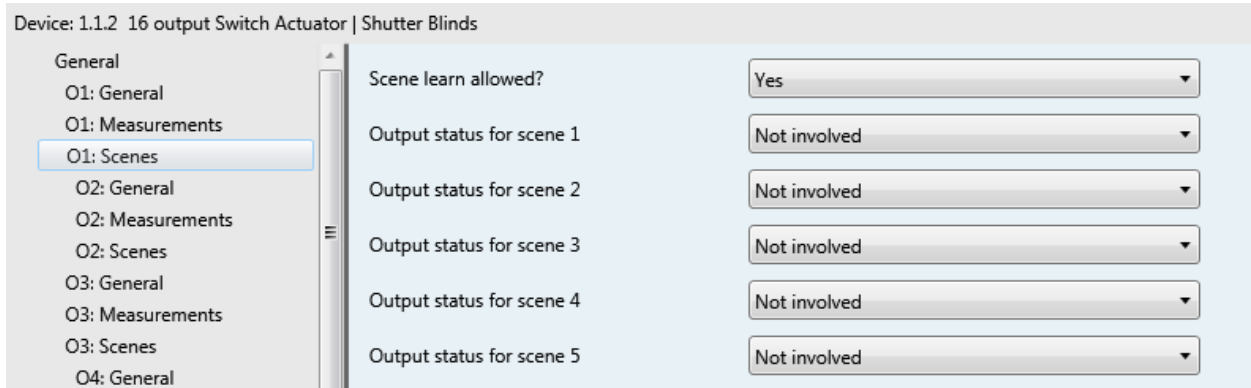 Device: 1.1.2 16 output Switch Actuator | Shutter Blinds
General
O1: General
O1: Measurements
O1: Scenes
O2: General
O2: Measurements
O2: Scenes
O3: General
O3: Measurements
O3: Scenes
O4: General
Scene learn allowed? Yes
Output status for scene 1 Not involved
Output status for scene 2 Not involved
Output status for scene 3 Not involved
Output status for scene 4 Not involved
Output status for scene 5 Not involved